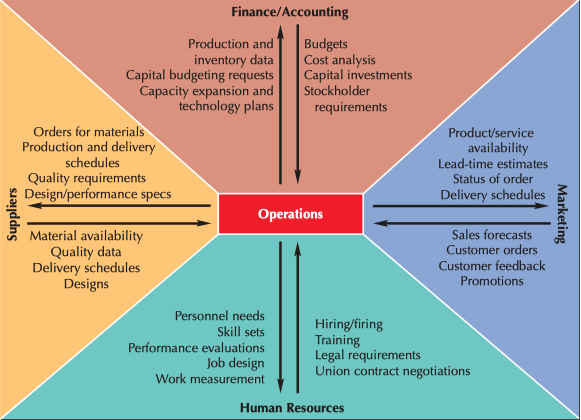 Finance/Accounting
Production and
inventory data
Capital budgeting requests
Capacity expansion and
technology plans
Budgets
Cost analysis
Capital investments
Stockholder
requirements
Suppliers
Orders for materials
Production and delivery
schedules
Quality requirements
Design/performance specs
Material availability
Quality data
Delivery schedules
Designs
Operations
Product/service
availability
Lead-time estimates
Status of order
Delivery schedules
Sales forecasts
Customer orders
Customer feedback
Promotions
Marketing
Personnel needs
Skill sets
Performance evaluations
Job design
Work measurement
Hiring/firing
Training
Legal requirements
Union contract negotiations
Human Resources